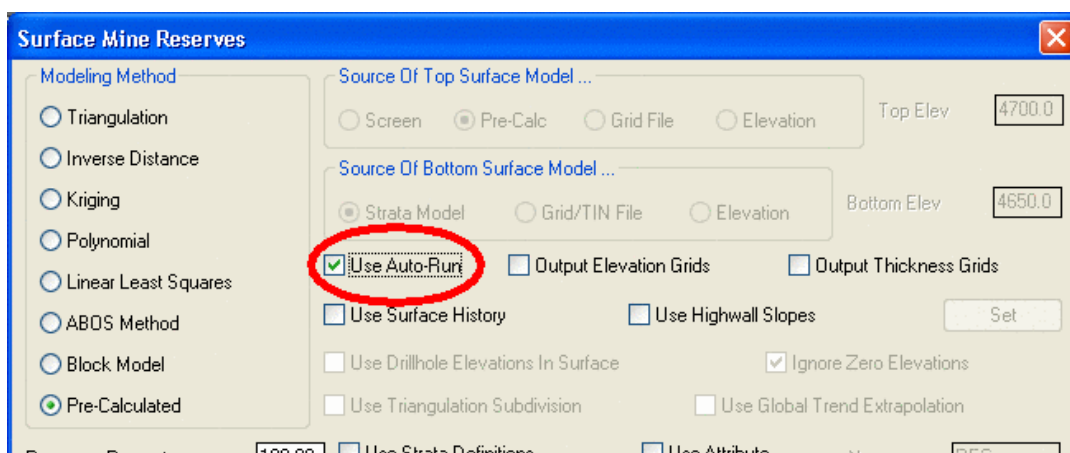 Surface Mine Reserves
Modeling Method
Triangulation
Inverse Distance
Kriging
Polynomial
Linear Least Squares
ABOS Method
Block Model
Pre-Calculated
Source Of Top Surface Model ...
Screen Pre-Calc Grid File Elevation
Top Elev 4700.0
Source Of Bottom Surface Model ...
Strata Model Grid/TIN File Elevation
Bottom Elev 4650.0
Use Auto-Run Output Elevation Grids Output Thickness Grids
Use Surface History Use Highwall Slopes Set
Use Drillhole Elevations In Surface Ignore Zero Elevations
Use Triangulation Subdivision Use Global Trend Extrapolation
100.00 Use Strata Definitions Use Attribute